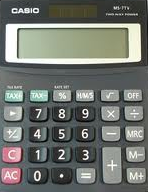 CASIO MS-7TV
TWO WAY POWER
TAX RATE RATE SET
TAX- TAX+ % H/M/S √ OFF
▶ 7 8 9 ÷
+/- 4 5 6 × MRC
C 1 2 3 - M-
AC 0 • = + M+